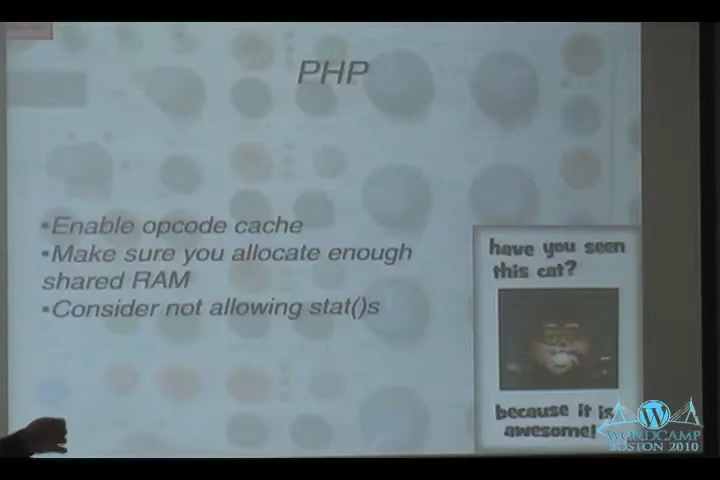 PHP
▪Enable opcode cache
▪Make sure you allocate enough
shared RAM
▪Consider not allowing stat()s
have you seen
this cat?
because it is
awesome!
WORDCAMP
BOSTON 2010